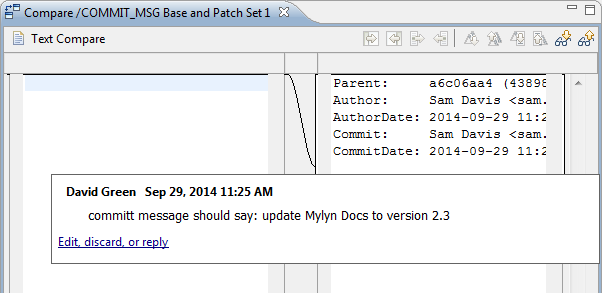 Compare /COMMIT_MSG Base and Patch Set 1
Text Compare
Parent: a6c06aa4 (43898
Author: Sam Davis <sam.
AuthorDate: 2014-09-29 11:2
Commit: Sam Davis <sam.
CommitDate: 2014-09-29 11:2
David Green Sep 29, 2014 11:25 AM
committ message should say: update Mylyn Docs to version 2.3
Edit, discard, or reply